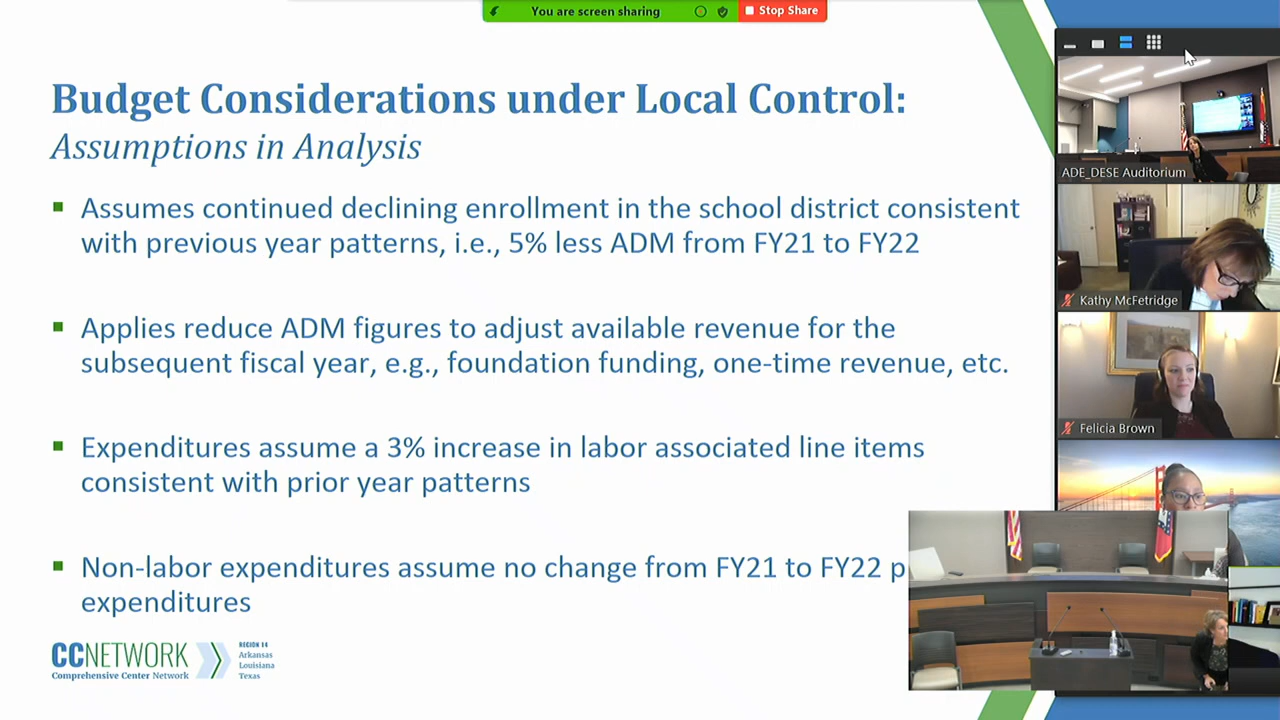 You are screen sharing
Stop Share
Budget Considerations under Local Control:
Assumptions in Analysis
Assumes continued declining enrollment in the school district consistent
with previous year patterns, i.e., 5% less ADM from FY21 to FY22
Applies reduce ADM figures to adjust available revenue for the
subsequent fiscal year, e.g., foundation funding, one-time revenue, etc.
Expenditures assume a 3% increase in labor associated line items
consistent with prior year patterns
Non-labor expenditures assume no change from FY21 to FY22 p
expenditures
CCNETWORK
Comprehensive Center Network
REGION 14
Arkansas
Louisiana
Texas
ADE_DESE Auditorium
Kathy McFetridge
Felicia Brown